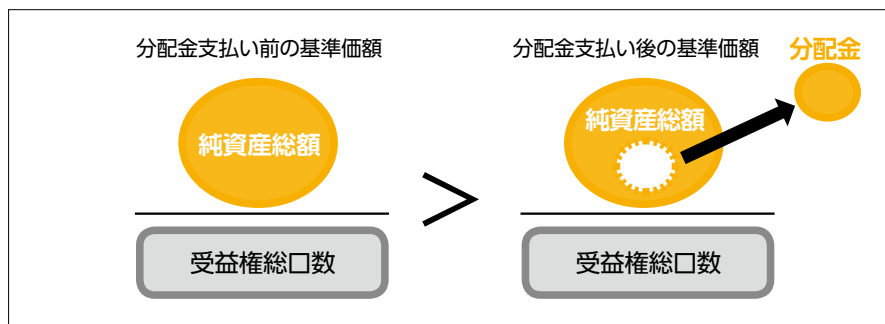 分配金支払い前の基準価額
純資産総額
受益権総口数
>
分配金支払い後の基準価額
分配金
純資産総額
受益権総口数